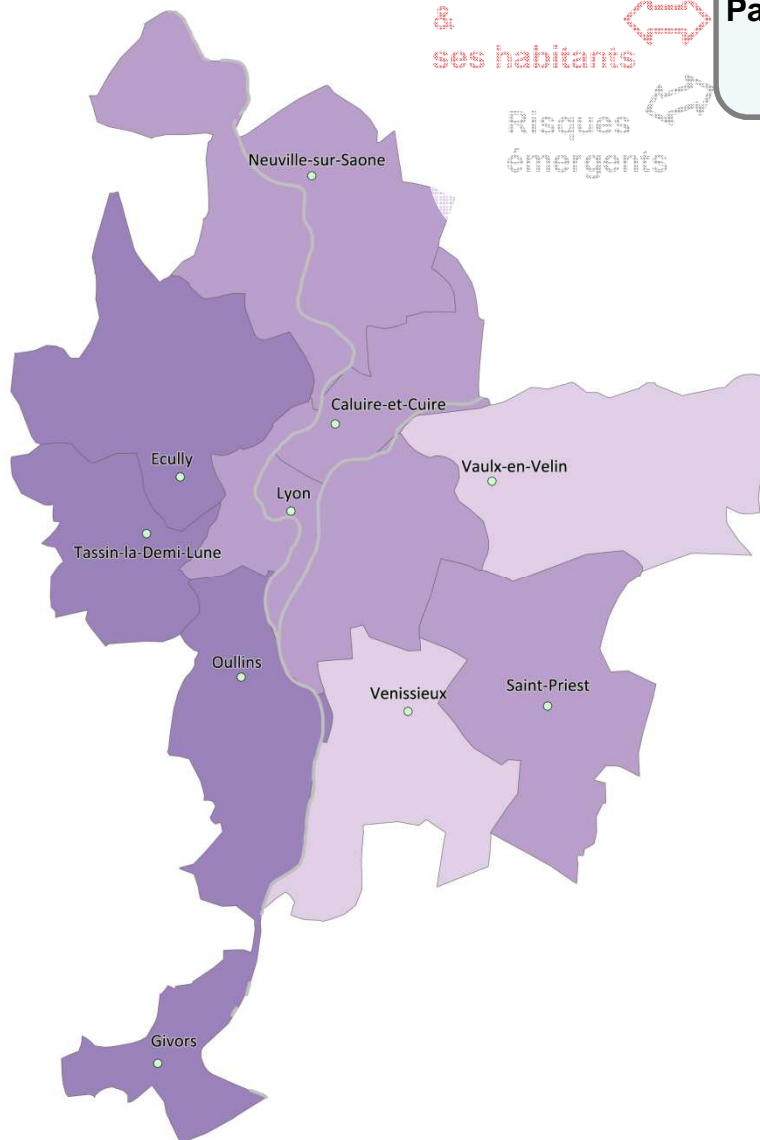 &
ses habitants
Pa
Risques
émergents
Neuville-sur-Saone
Caluire-et-Cuire
Ecully
Vaulx-en-Velin
Lyon
Tassin-la-Demi-Lune
Oullins
Venissieux
Saint-Priest
Givors